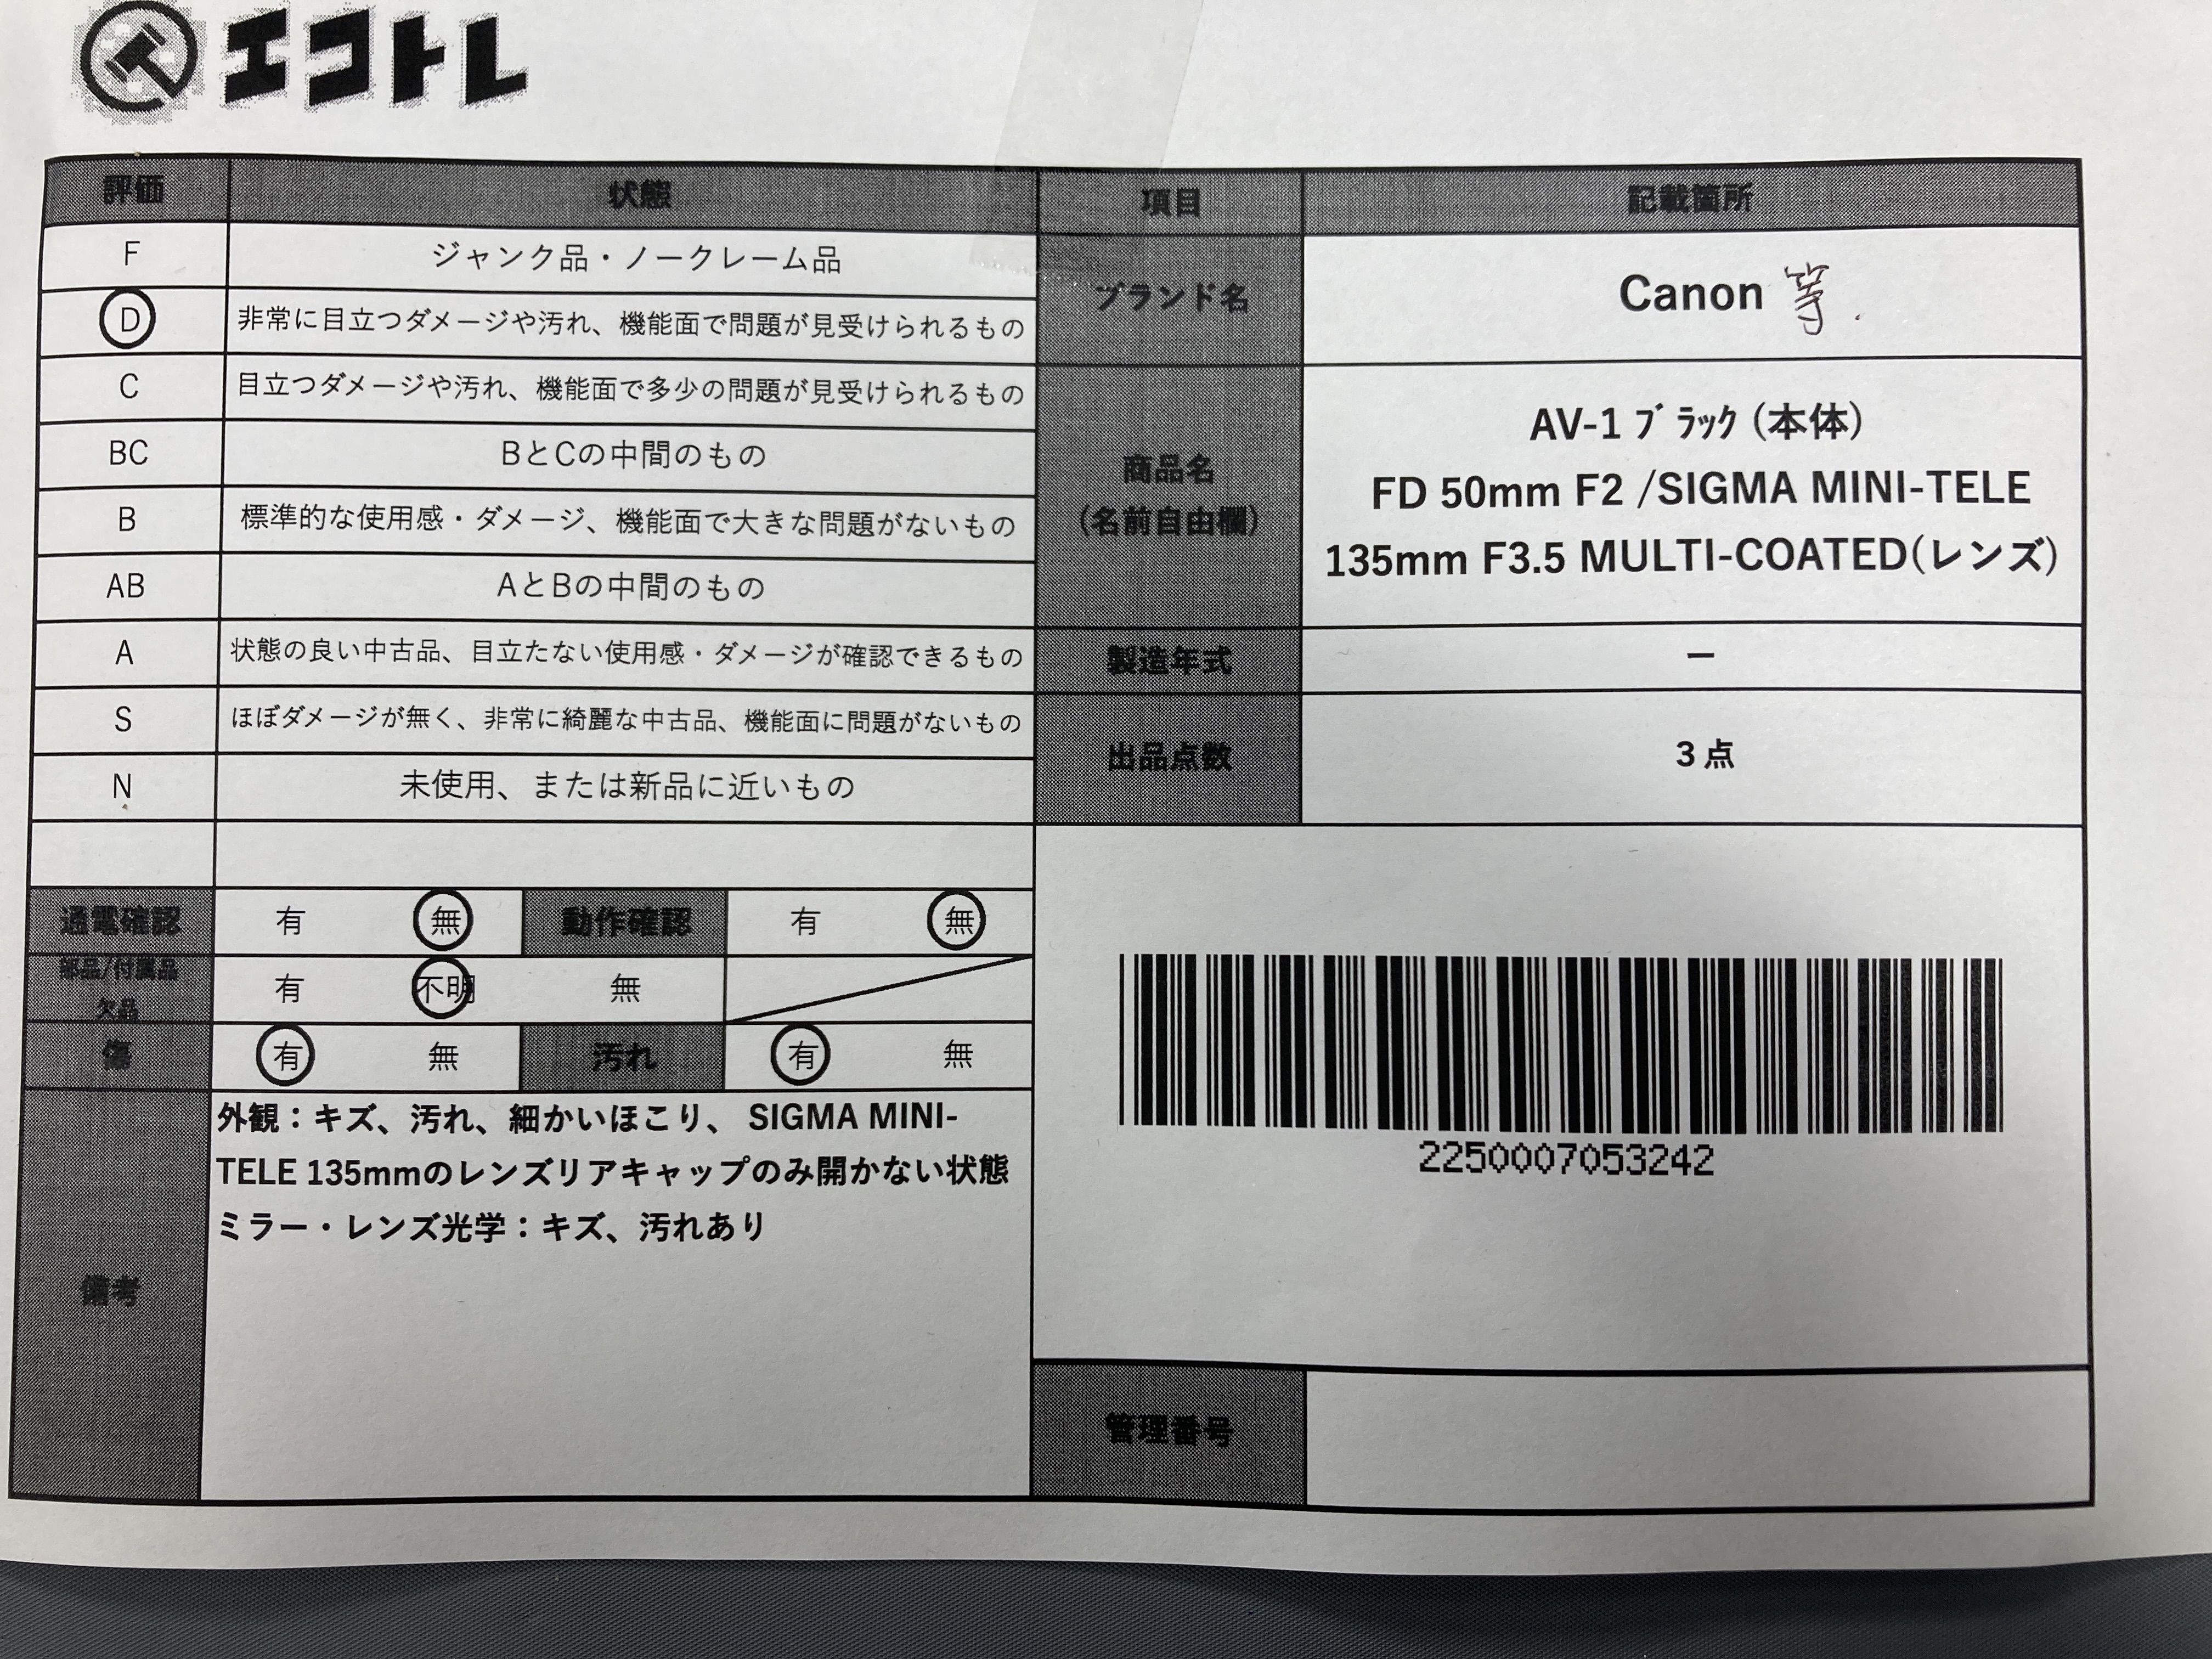 エコトレ
評価 状態 項目 記載箇所
F ジャンク品・ノークレーム品
D 非常に目立つダメージや汚れ、機能面で問題が見受けられるもの
C 目立つダメージや汚れ、機能面で多少の問題が見受けられるもの
BC BとCの中間のもの
B 標準的な使用感・ダメージ、機能面で大きな問題がないもの
AB AとBの中間のもの
A 状態の良い中古品、目立たない使用感・ダメージが確認できるもの
S ほぼダメージが無く、非常に綺麗な中古品、機能面に問題がないもの
N 未使用、または新品に近いもの
通電確認 有 無 動作確認 有 無
部品/付属品
欠品 有 不明 無
傷 有 無 汚れ 有 無
備考
外観：キズ、汚れ、細かいほこり、 SIGMA MINI-
TELE 135mmのレンズリアキャップのみ開かない状態
ミラー・レンズ光学：キズ、汚れあり
ブランド名 Canon 等.
商品名
(名前自由欄)
AV-1 ﾌﾞﾗｯｸ (本体)
FD 50mm F2 /SIGMA MINI-TELE
135mm F3.5 MULTI-COATED(レンズ)
製造年式 ー
出品点数 3点
2250007053242
管理番号